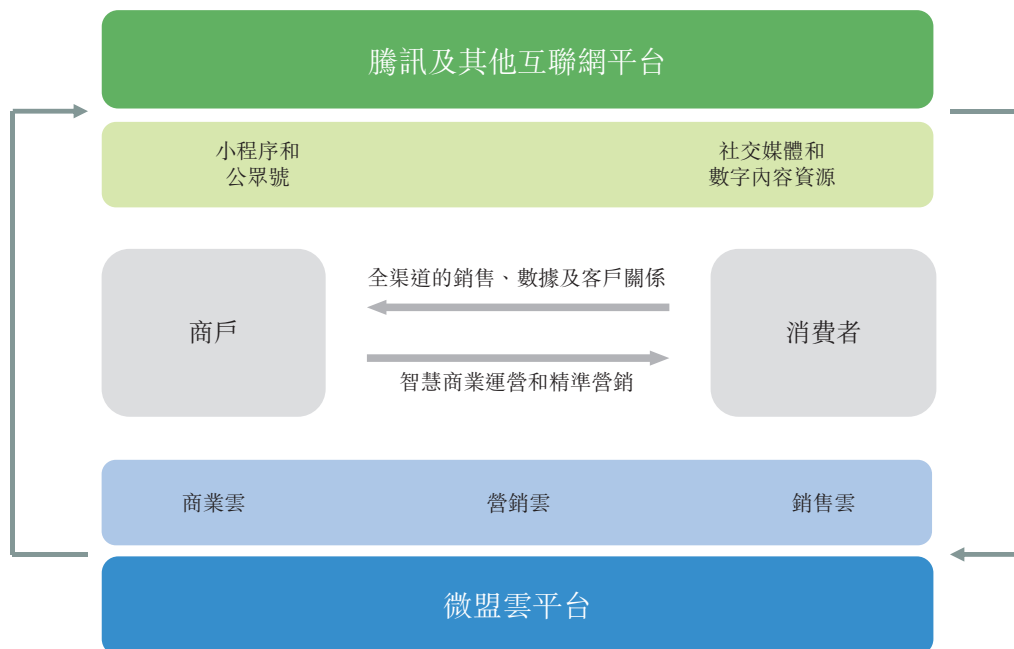 騰訊及其他互聯網平台
小程序和
公眾號
社交媒體和
數字內容資源
全渠道的銷售、數據及客戶關係
商戶
消費者
智慧商業運營和精準營銷
商業雲
營銷雲
銷售雲
微盟雲平台